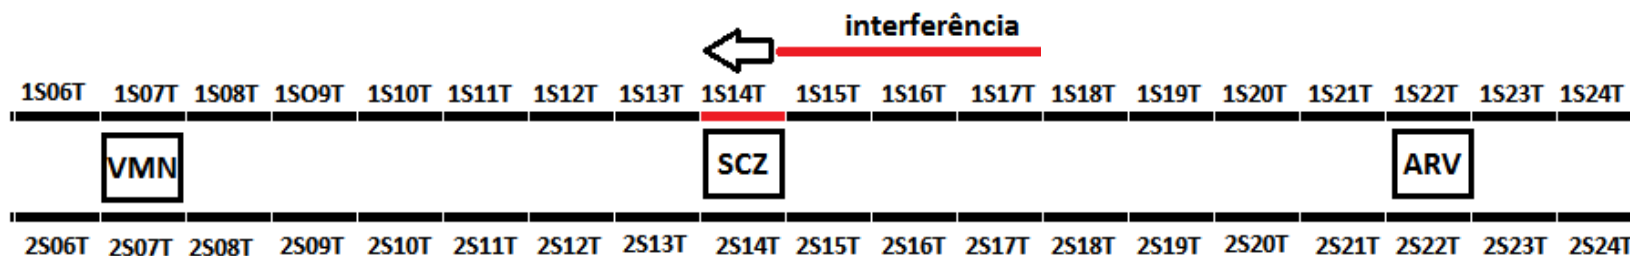 interferência
1S06T 1S07T 1S08T 1SO9T 1S10T 1S11T 1S12T 1S13T 1S14T 1S15T 1S16T 1S17T 1S18T 1S19T 1S20T 1S21T 1S22T 1S23T 1S24T
VMN SCZ ARV
2S06T 2S07T 2S08T 2S09T 2S10T 2S11T 2S12T 2S13T 2S14T 2S15T 2S16T 2S17T 2S18T 2S19T 2S20T 2S21T 2S22T 2S23T 2S24T